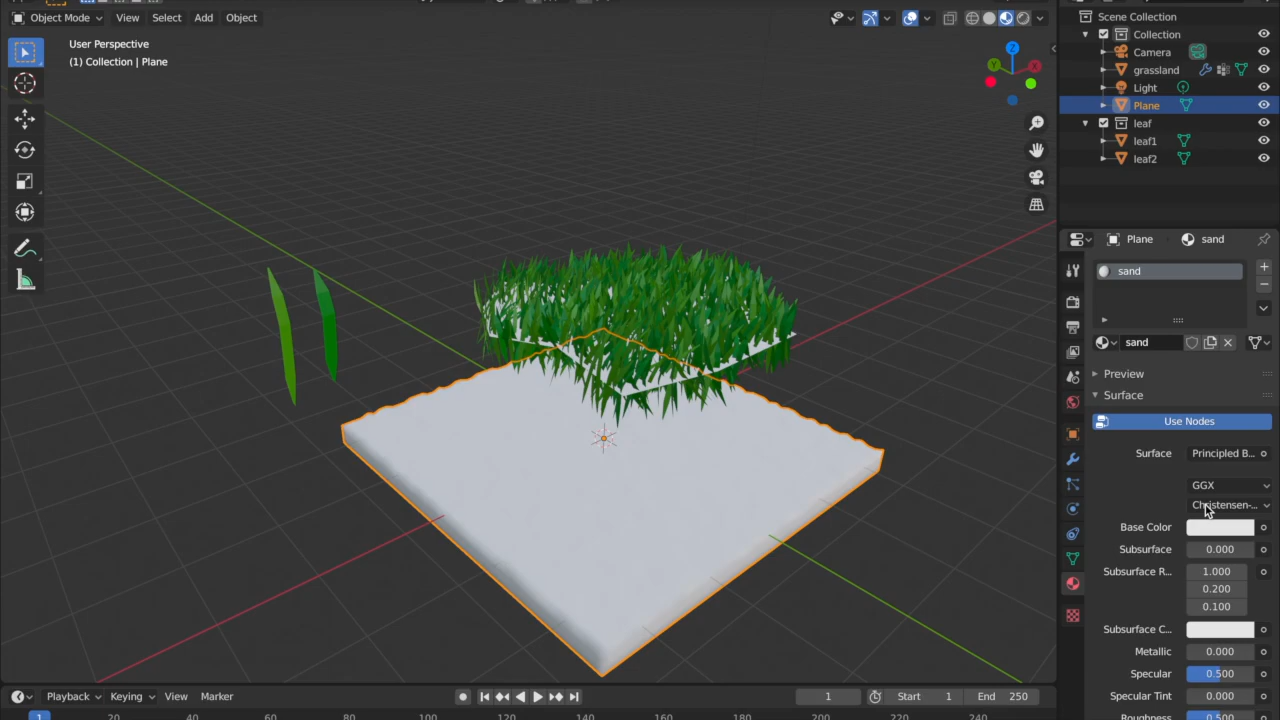 Scene Collection
Object Mode View Select Add Object
Collection
User Perspective
(1) Collection | Plane
Camera
grassland
Z
Y
X
Light
Plane
leaf
leaf1
leaf2
Plane sand
sand
sand
Preview
Surface
Use Nodes
Surface Principled B...
GGX
Christensen-...
Base Color
Subsurface 0.000
Subsurface R... 1.000
0.200
0.100
Subsurface C...
Metallic 0.000
Specular 0.500
Specular Tint 0.000
Roughness 0.500
Playback Keying View Marker 1 Start 1 End 250
1 20 40 60 80 100 120 140 160 180 200 220 240